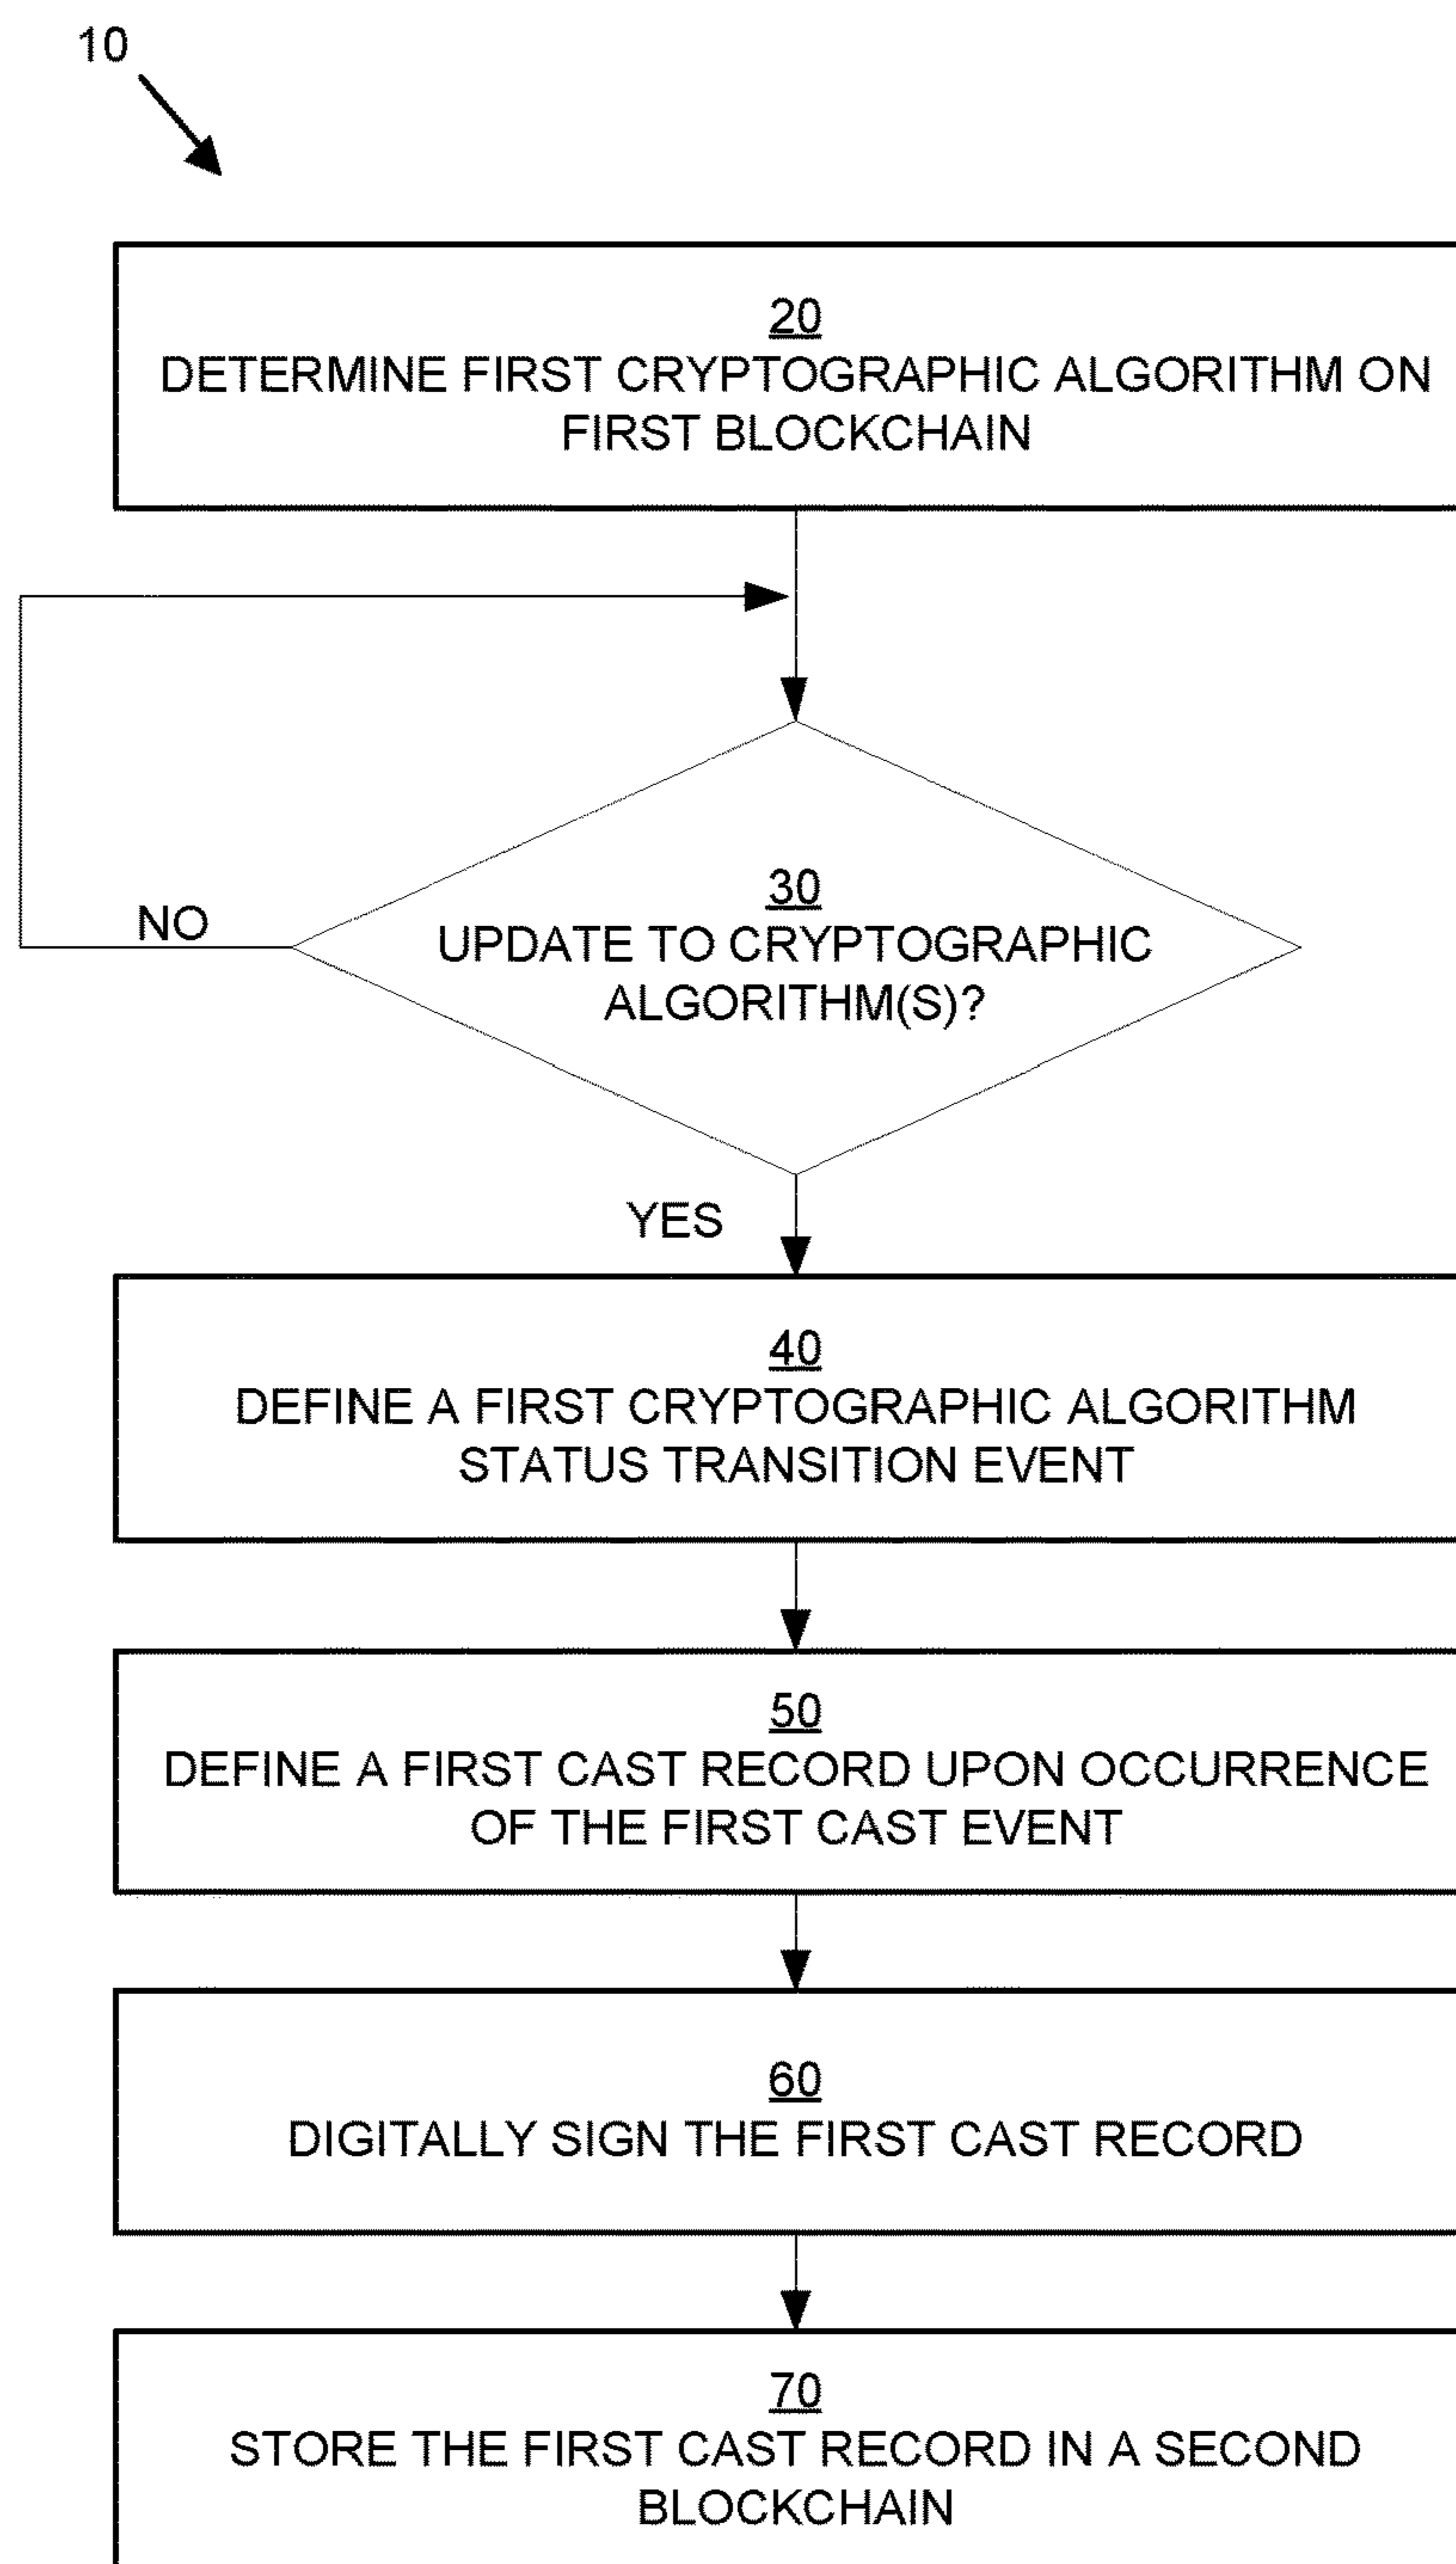 10
20
DETERMINE FIRST CRYPTOGRAPHIC ALGORITHM ON
FIRST BLOCKCHAIN
30
UPDATE TO CRYPTOGRAPHIC
ALGORITHM(S)?
NO
YES
40
DEFINE A FIRST CRYPTOGRAPHIC ALGORITHM
STATUS TRANSITION EVENT
50
DEFINE A FIRST CAST RECORD UPON OCCURRENCE
OF THE FIRST CAST EVENT
60
DIGITALLY SIGN THE FIRST CAST RECORD
70
STORE THE FIRST CAST RECORD IN A SECOND
BLOCKCHAIN